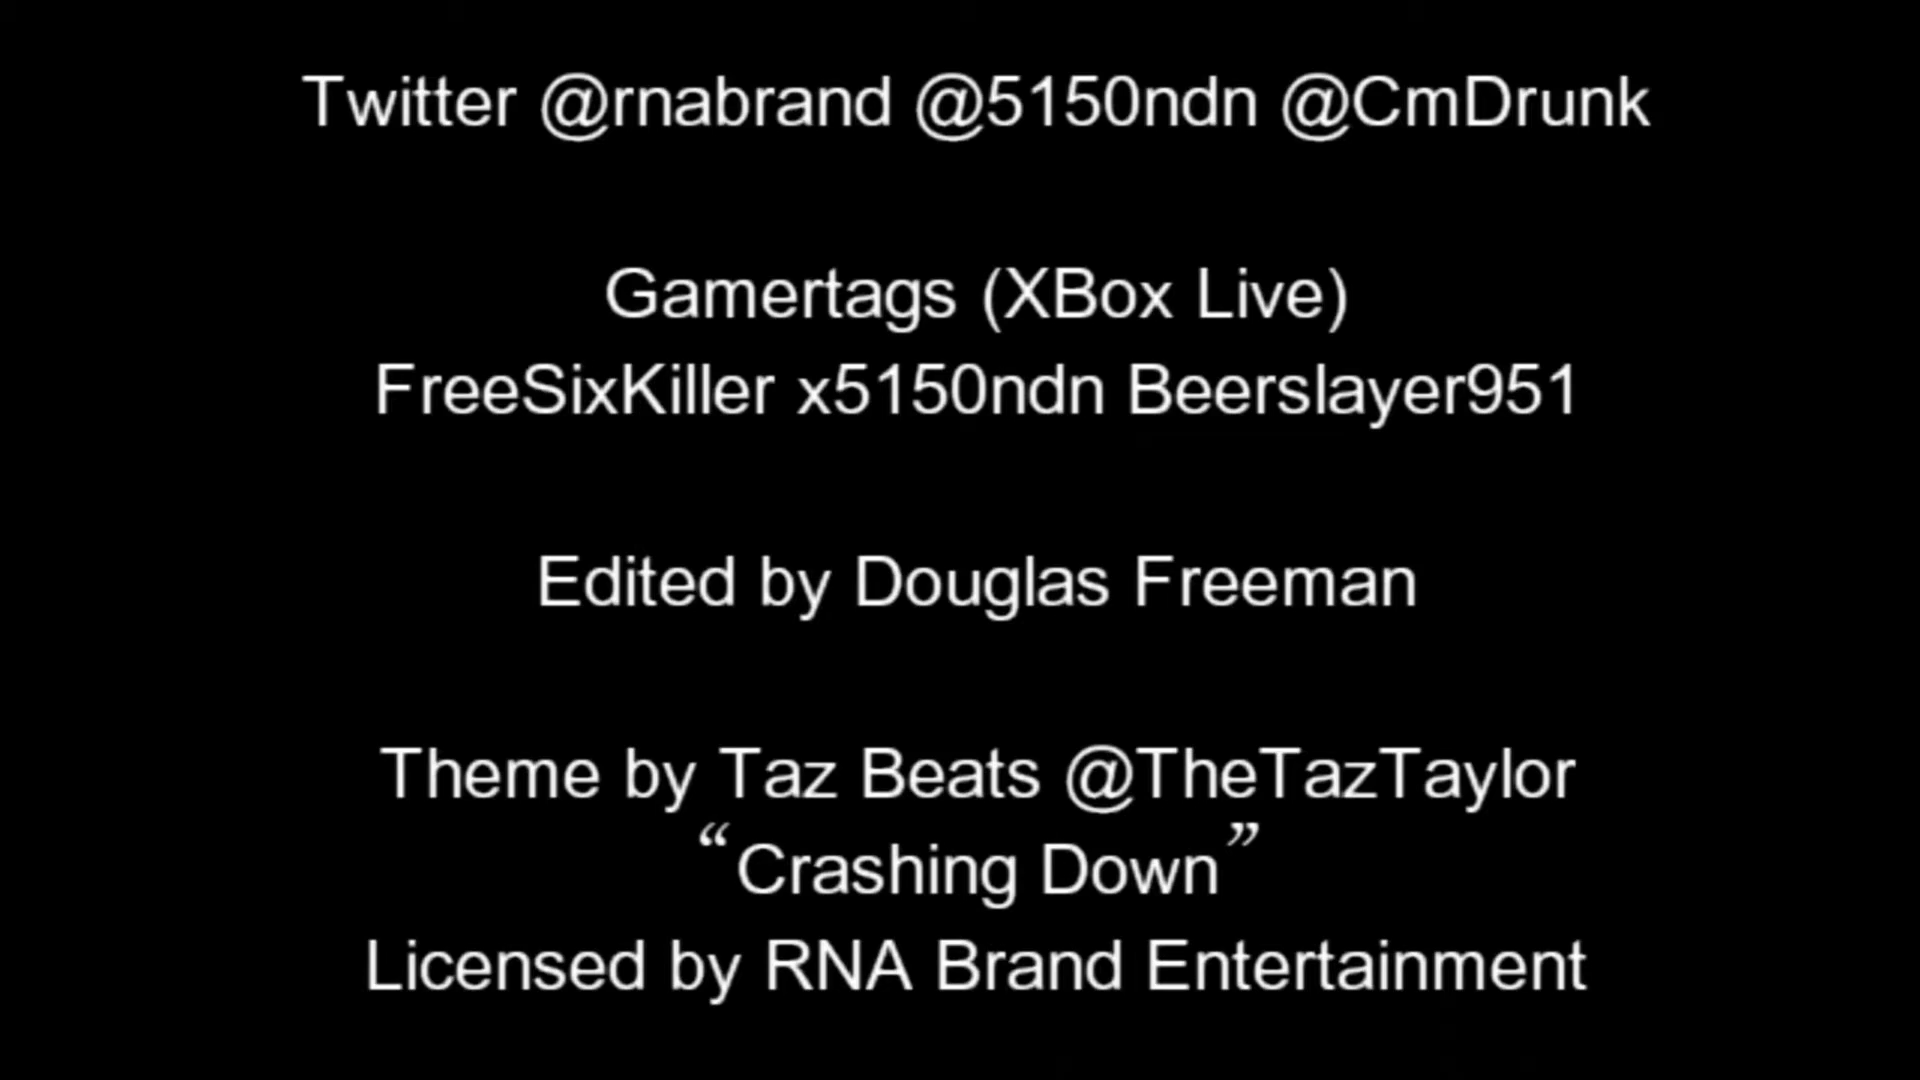 Twitter @rnabrand @5150ndn @CmDrunk
Gamertags (XBox Live)
FreeSixKiller x5150ndn Beerslayer951
Edited by Douglas Freeman
Theme by Taz Beats @TheTazTaylor
“Crashing Down”
Licensed by RNA Brand Entertainment